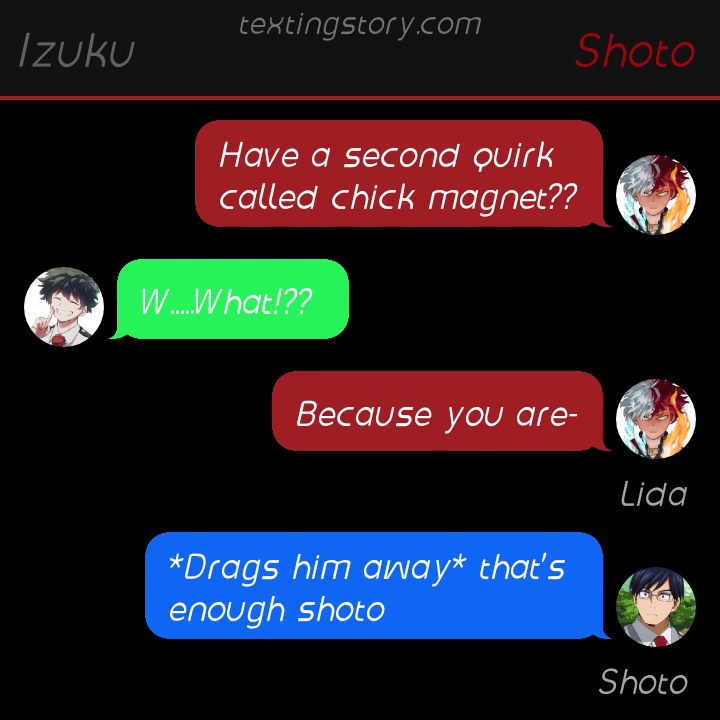 textingstory.com
Izuku
Shoto
Have a second quirk
called chick magnet??
W.....What!??
Because you are-
Lida
*Drags him away* that's
enough shoto
Shoto